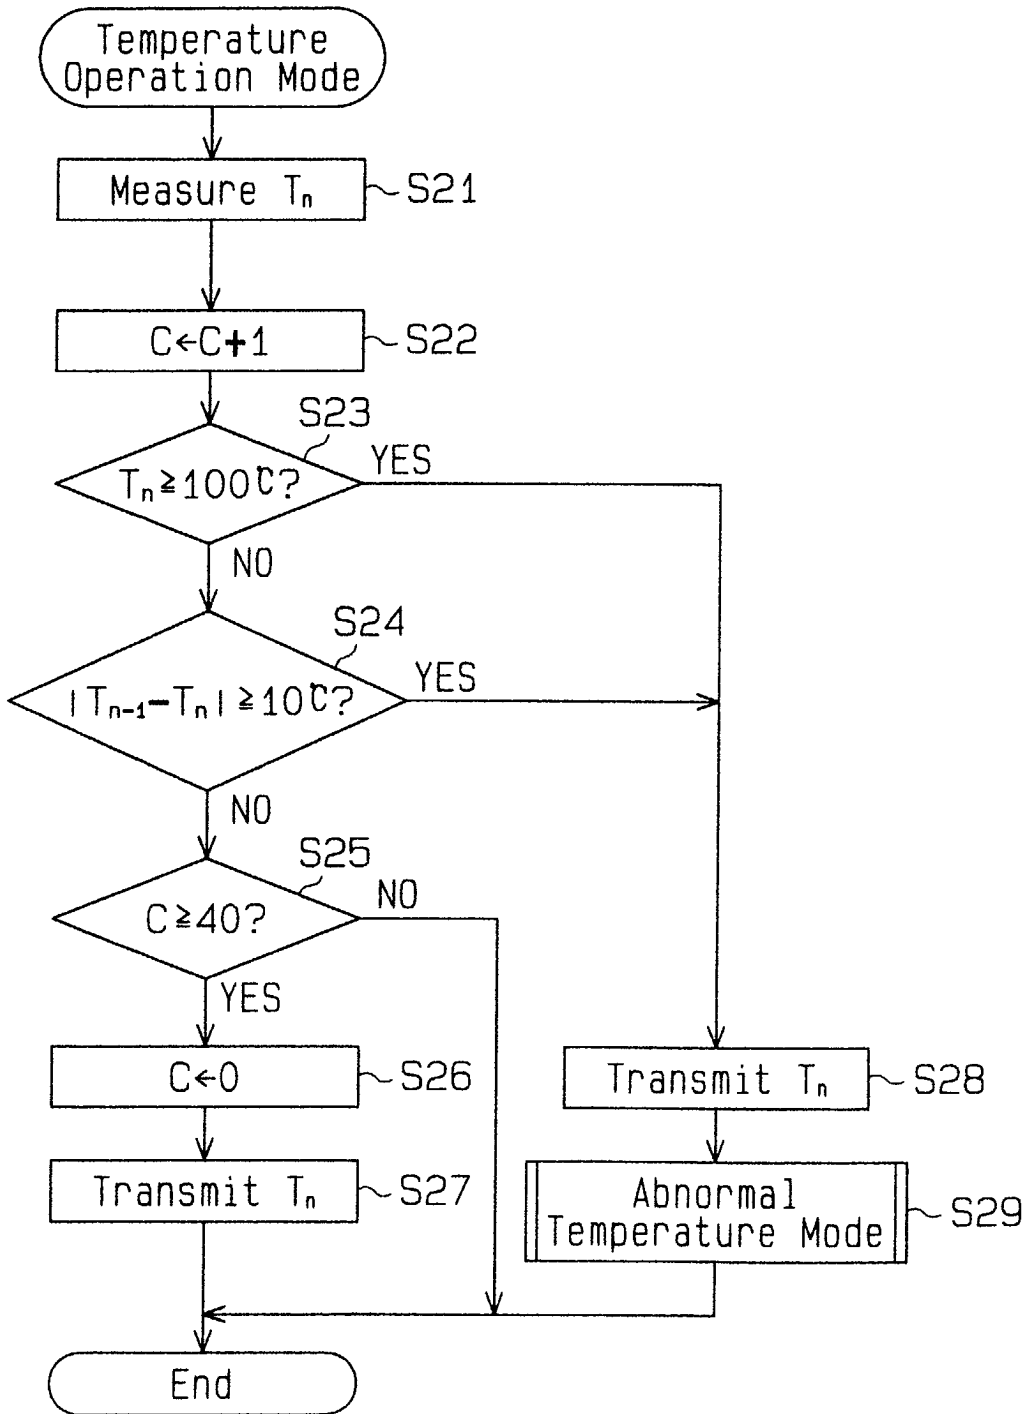 Temperature
Operation Mode
Measure Tn
S21
C←C+1
S22
S23
Tn≧100℃?
YES
NO
S24
|Tn-1−Tn|≧10℃?
YES
NO
S25
C≧40?
NO
YES
C←0
S26
Transmit Tn
S28
Transmit Tn
S27
Abnormal
Temperature Mode
S29
End